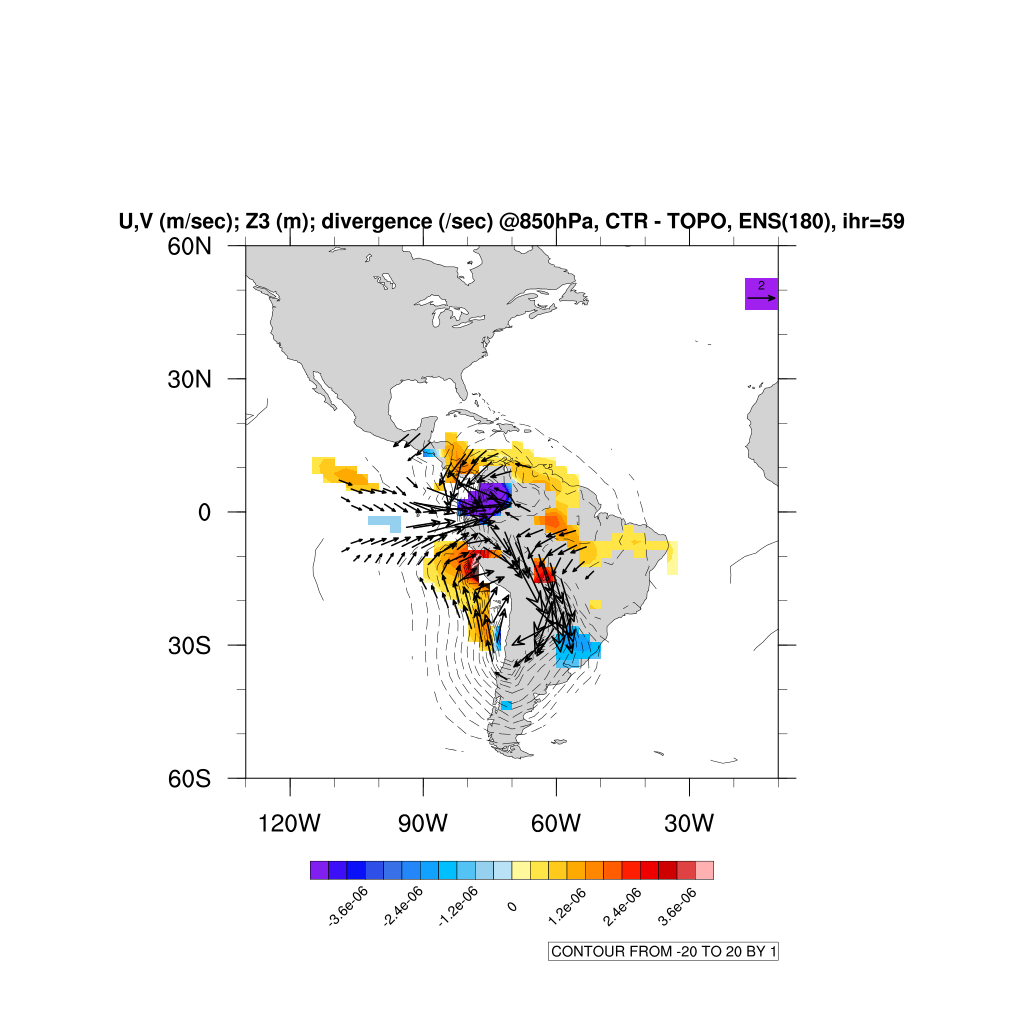 U,V (m/sec); Z3 (m); divergence (/sec) @850hPa, CTR - TOPO, ENS(180), ihr=59
60N
2
30N
0
30S
60S
120W 90W 60W 30W
-3.6e-06 -2.4e-06 -1.2e-06 0 1.2e-06 2.4e-06 3.6e-06
CONTOUR FROM -20 TO 20 BY 1